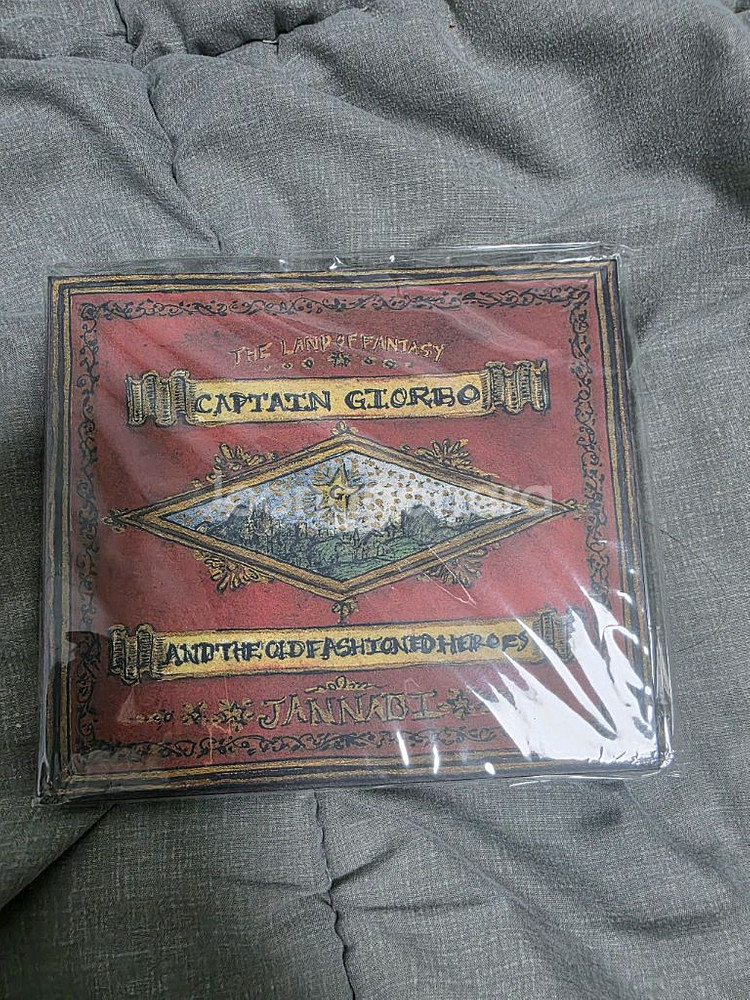 THE LAND OF FANTASY
CAPTAIN GIORBO
G
AND THE OLD FASHIONED HEROES
JANNABI